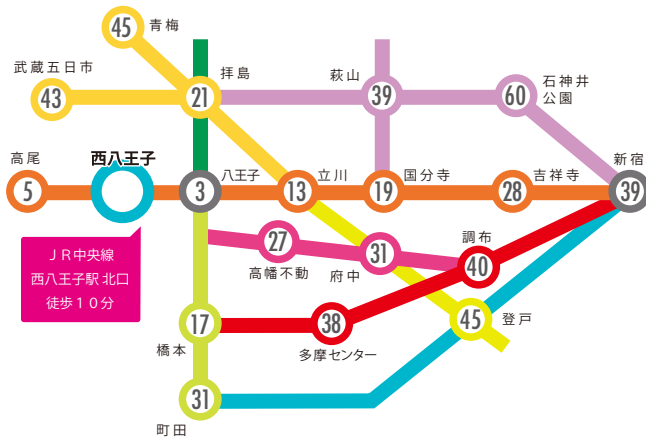 45
青梅
武蔵五日市
拝島
萩山
石神井
公園
43
21
39
60
高尾
西八王子
八王子
立川
国分寺
吉祥寺
新宿
5
3
13
19
28
39
JR中央線
西八王子駅 北口
徒歩10分
27
高幡不動
31
府中
調布
40
17
橋本
38
多摩センター
45
登戸
31
町田